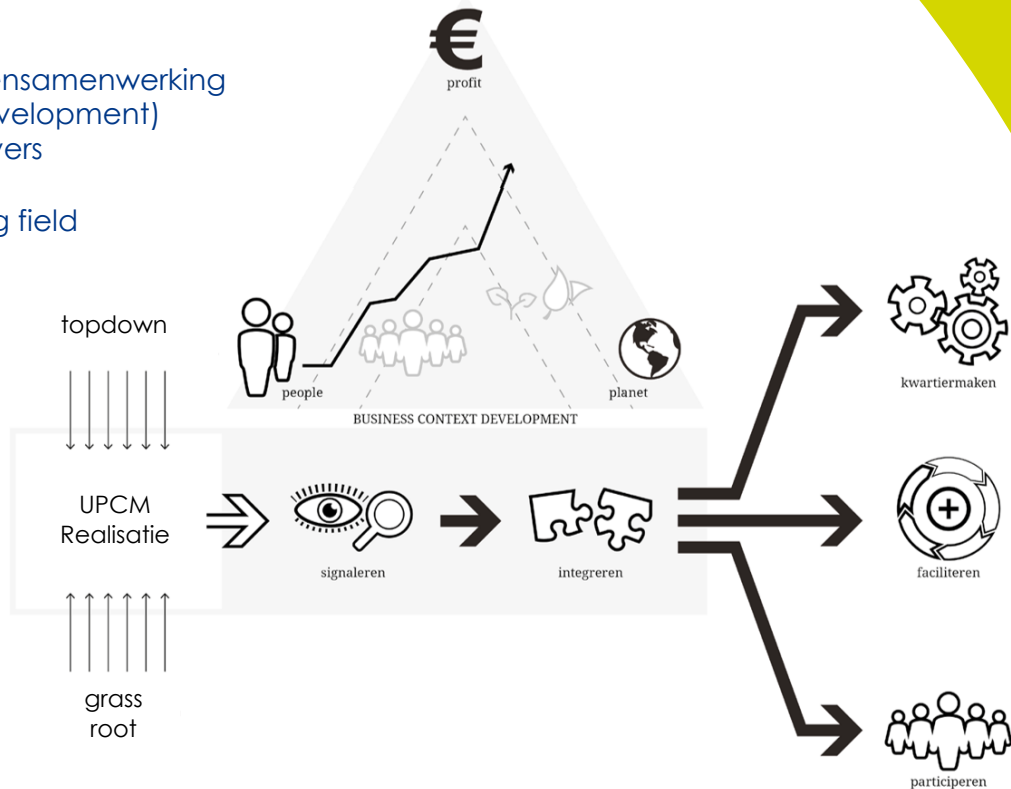 €
profit
ensamenwerking
velopment)
vers
g field
topdown
people
planet
BUSINESS CONTEXT DEVELOPMENT
kwartiermaken
UPCM
Realisatie
signaleren
integreren
faciliteren
grass
root
participeren